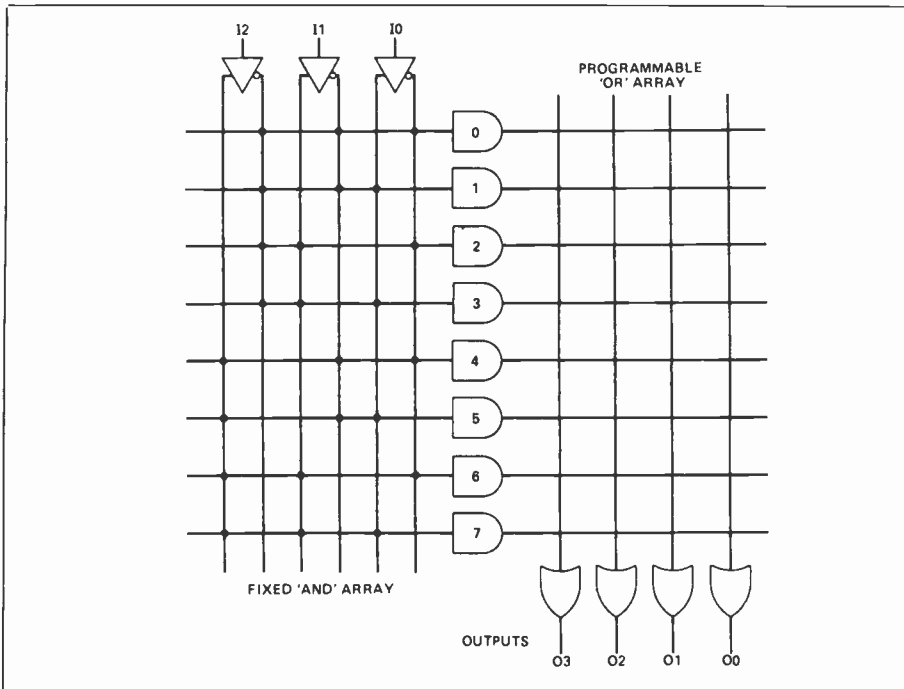 I2 I1 I0
PROGRAMMABLE
'OR' ARRAY
0
1
2
3
4
5
6
7
FIXED 'AND' ARRAY
OUTPUTS
O3 O2 O1 O0